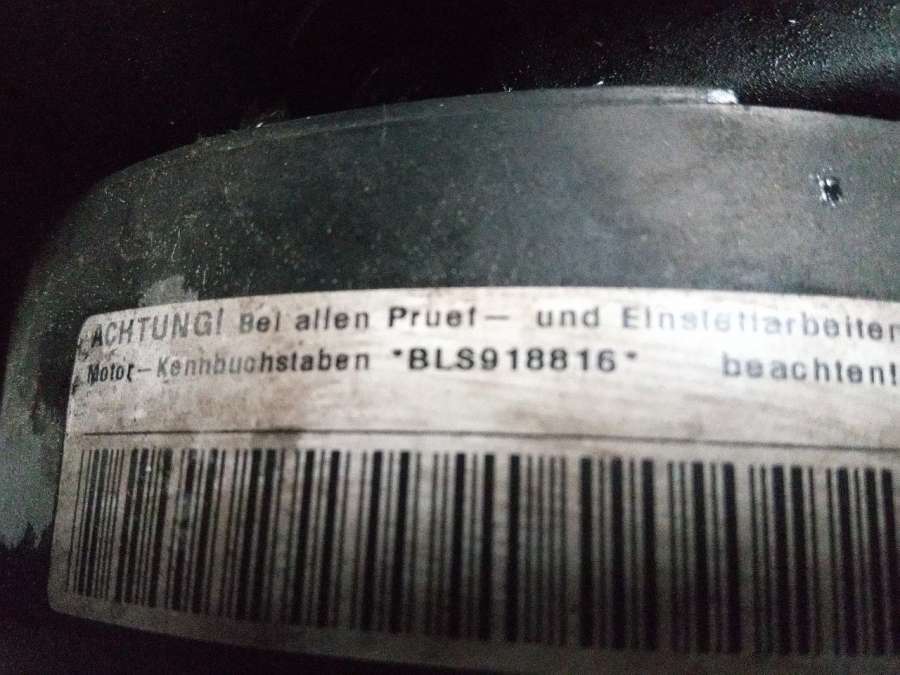 ACHTUNG! Bei allen Pruef- und Einstellarbeiten
Motor-Kennbuchstaben *BLS918816* beachten!